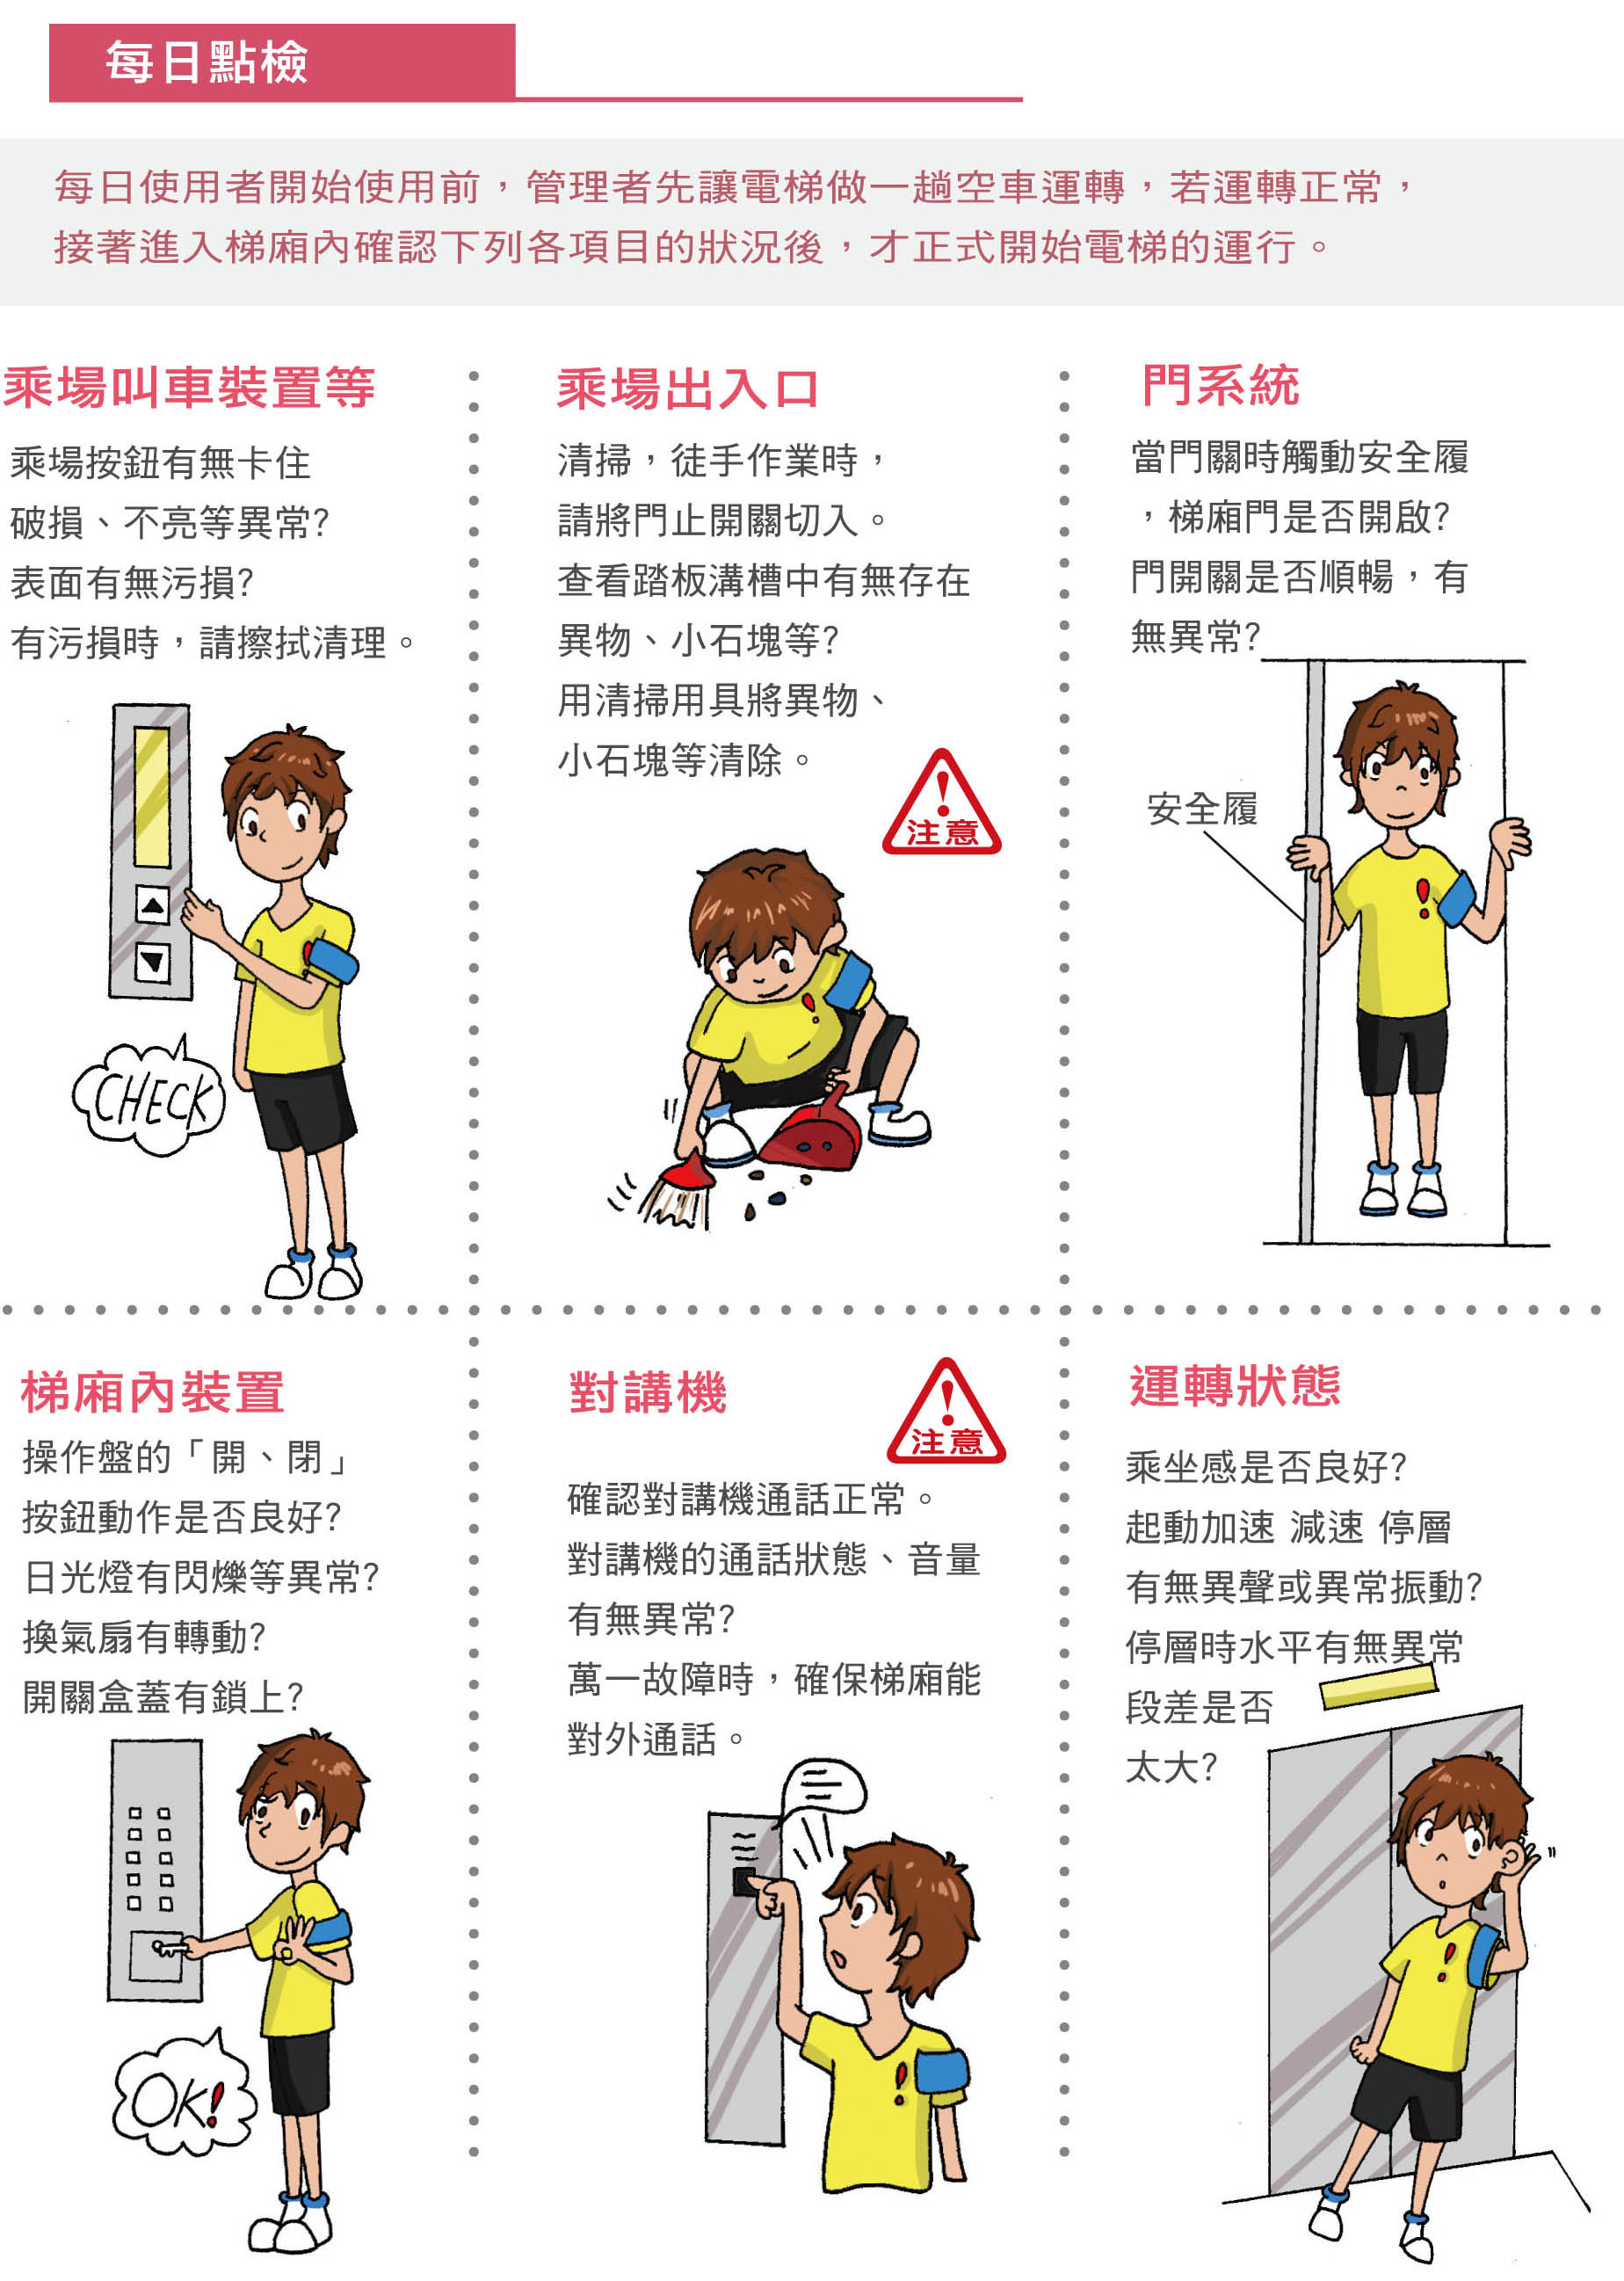 每日點檢
每日使用者開始使用前，管理者先讓電梯做一趟空車運轉，若運轉正常，
接著進入梯廂內確認下列各項目的狀況後，才正式開始電梯的運行。
乘場叫車裝置等
乘場按鈕有無卡住
破損、不亮等異常?
表面有無污損?
有污損時，請擦拭清理。
CHECK
乘場出入口
清掃，徒手作業時，
請將門止開關切入。
查看踏板溝槽中有無存在
異物、小石塊等?
用清掃用具將異物、
小石塊等清除。
注意
門系統
當門關時觸動安全履
，梯廂門是否開啟?
門開關是否順暢，有
無異常?
安全履
梯廂內裝置
操作盤的「開、閉」
按鈕動作是否良好?
日光燈有閃爍等異常?
換氣扇有轉動?
開關盒蓋有鎖上?
OK!
對講機
注意
確認對講機通話正常。
對講機的通話狀態、音量
有無異常?
萬一故障時，確保梯廂能
對外通話。
運轉狀態
乘坐感是否良好?
起動加速 減速 停層
有無異聲或異常振動?
停層時水平有無異常
段差是否
太大?